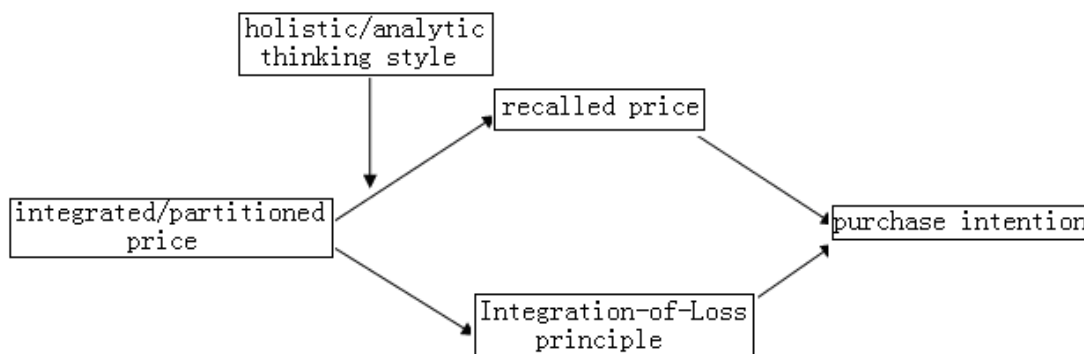 holistic/analytic
thinking style
recalled price
integrated/partitioned
price
purchase intention
Integration-of-Loss
principle